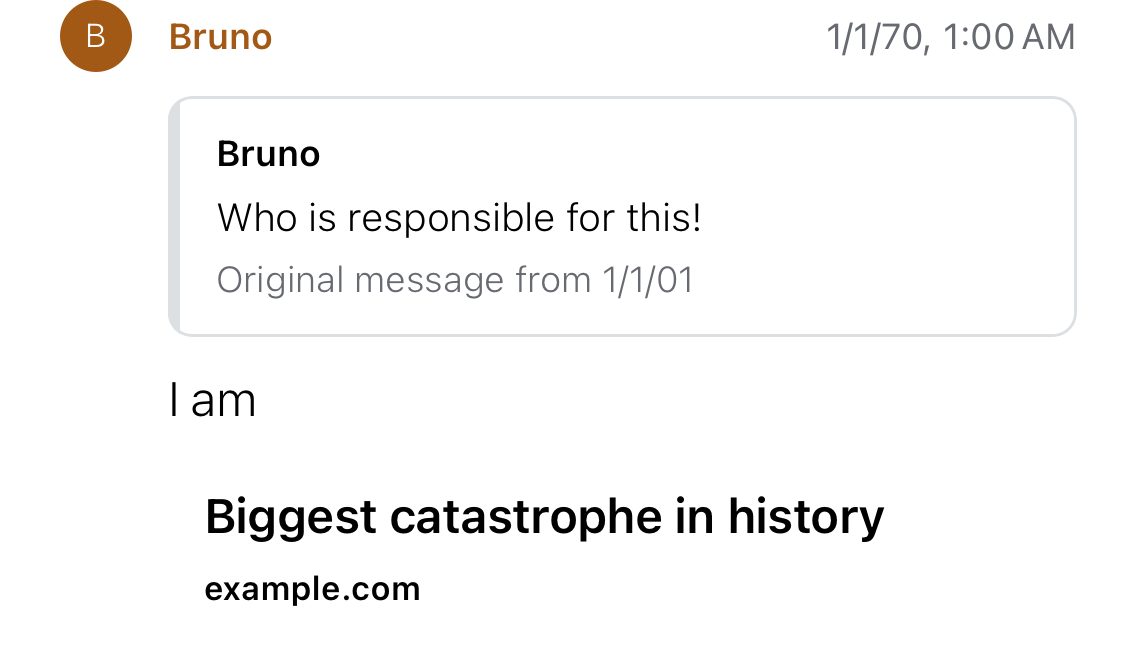 B
Bruno
1/1/70, 1:00 AM
Bruno
Who is responsible for this!
Original message from 1/1/01
I am
Biggest catastrophe in history
example.com